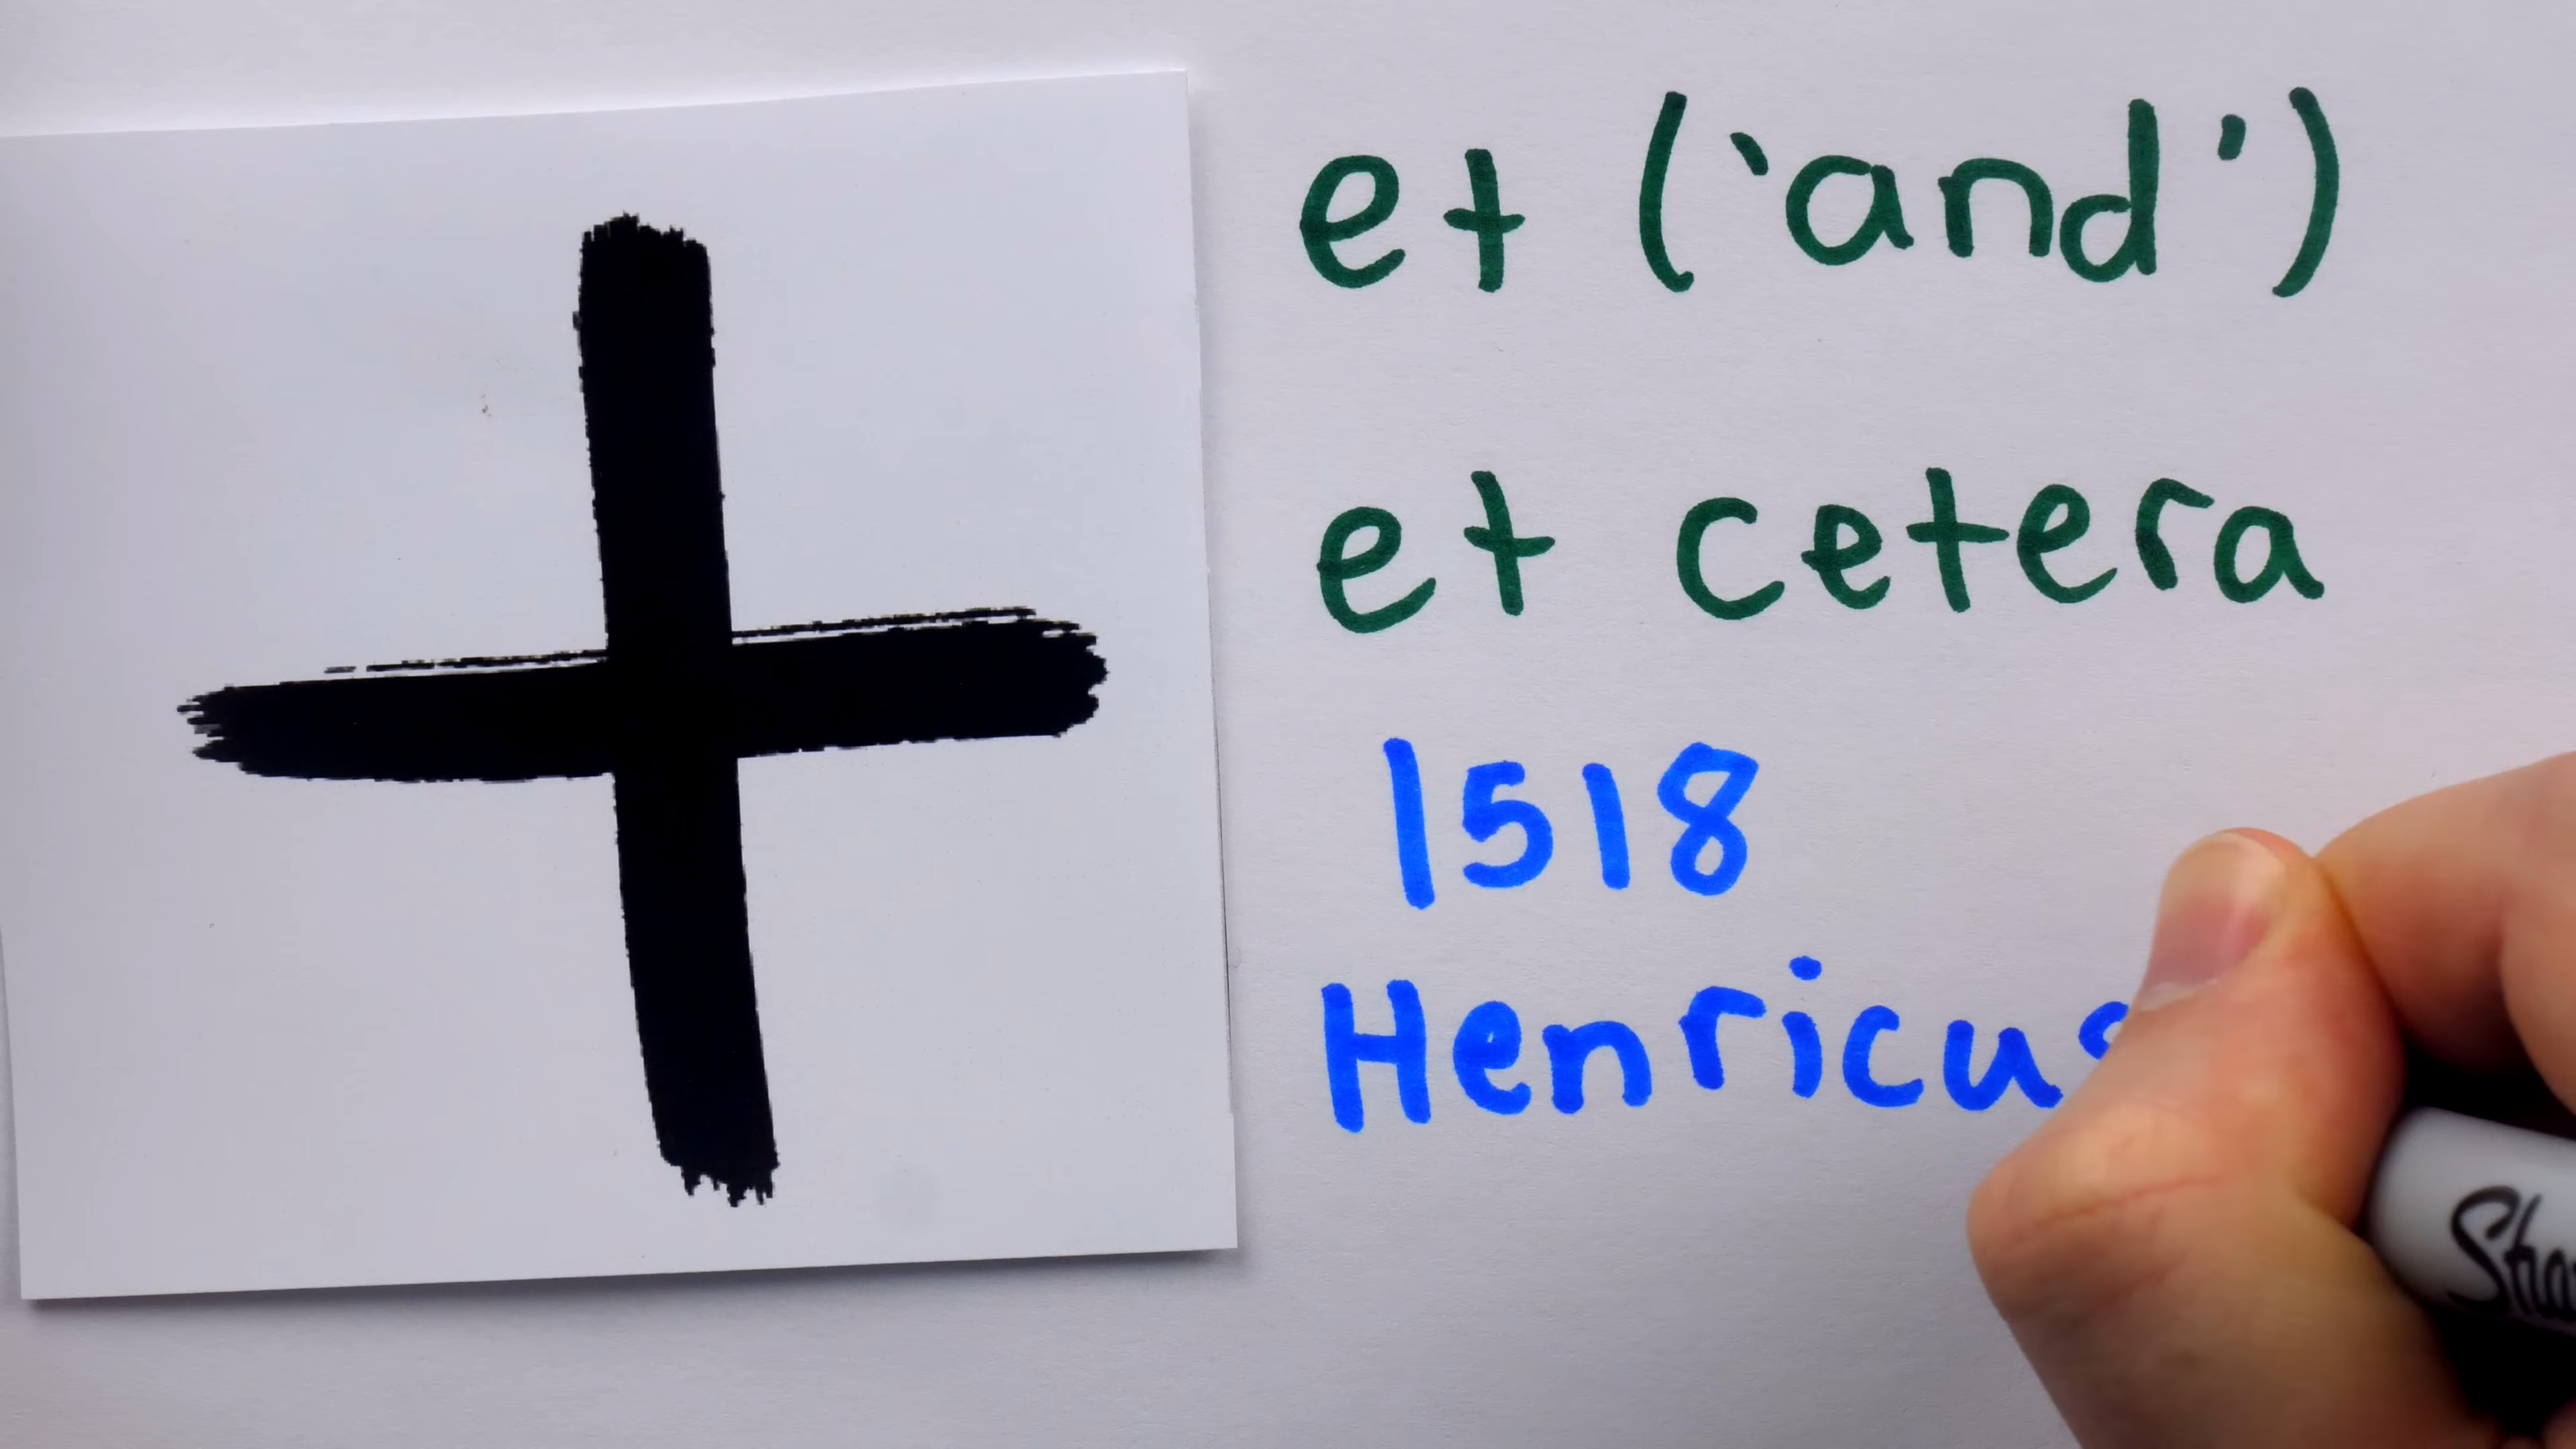 +
et ('and')
et cetera
1518
Henricus